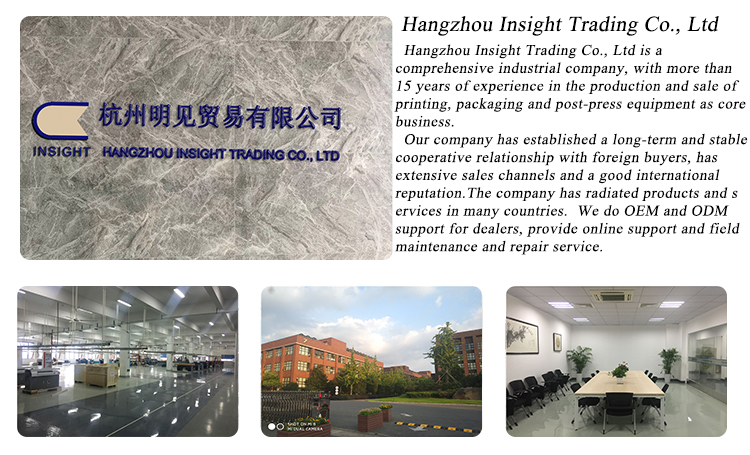 杭州明见贸易有限公司
INSIGHT HANGZHOU INSIGHT TRADING CO., LTD
Hangzhou Insight Trading Co., Ltd
Hangzhou Insight Trading Co., Ltd is a
comprehensive industrial company, with more than
15 years of experience in the production and sale of
printing, packaging and post-press equipment as core
business.
Our company has established a long-term and stable
cooperative relationship with foreign buyers, has
extensive sales channels and a good international
reputation.The company has radiated products and s
ervices in many countries. We do OEM and ODM
support for dealers, provide online support and field
maintenance and repair service.
SHOT ON MI 8
MI DUAL CAMERA